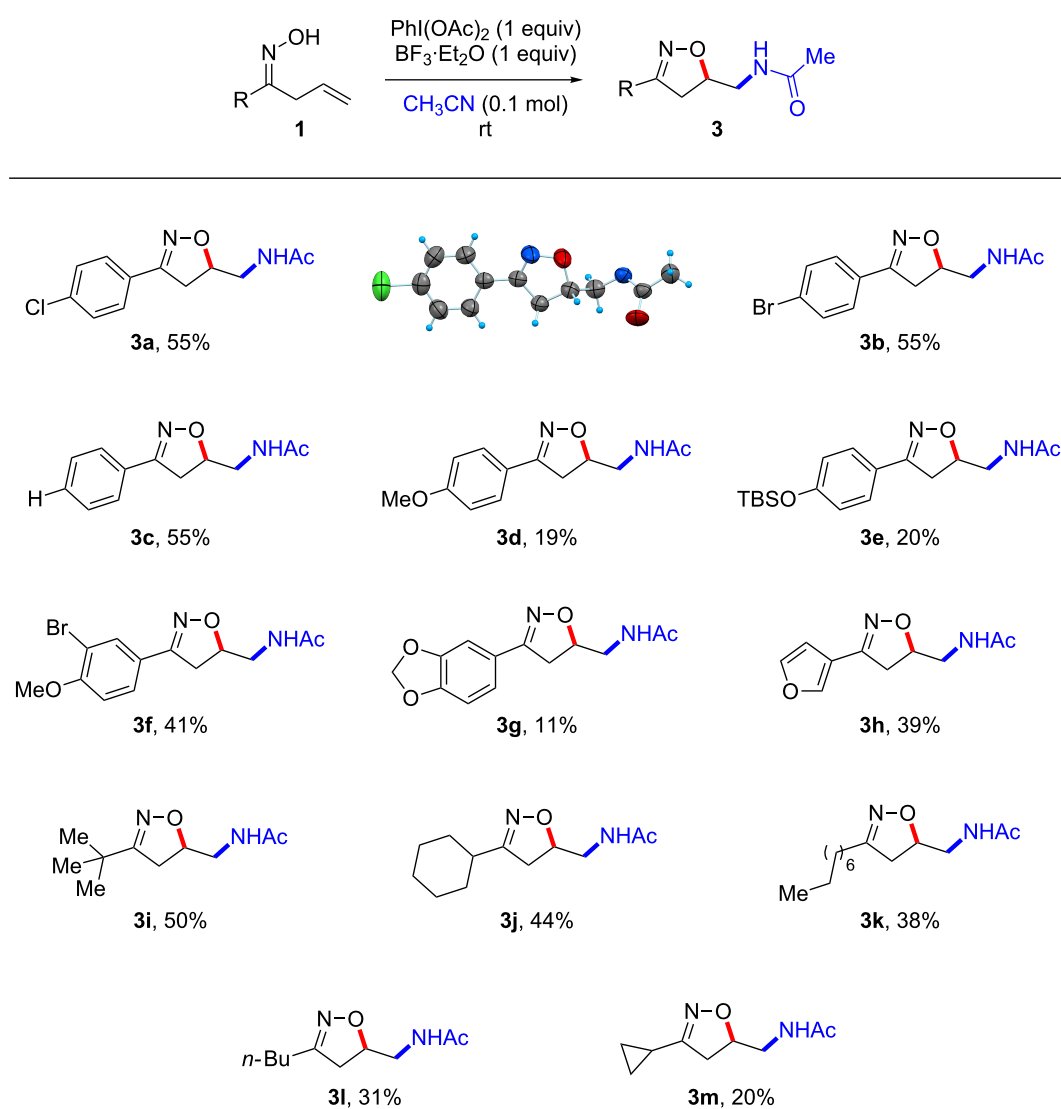 N OH
R
1
PhI(OAc)2 (1 equiv)
BF3·Et2O (1 equiv)
CH3CN (0.1 mol)
rt
N O H N Me
R O
3
N O NHAc
Cl
3a, 55%
N O NHAc
Br
3b, 55%
N O NHAc
H
3c, 55%
N O NHAc
MeO
3d, 19%
N O NHAc
TBSO
3e, 20%
Br N O NHAc
MeO
3f, 41%
N O NHAc
O
O
3g, 11%
N O NHAc
O
3h, 39%
N O NHAc
Me
Me
Me
3i, 50%
N O NHAc
3j, 44%
N O NHAc
( )6
Me
3k, 38%
N O NHAc
n-Bu
3l, 31%
N O NHAc
3m, 20%